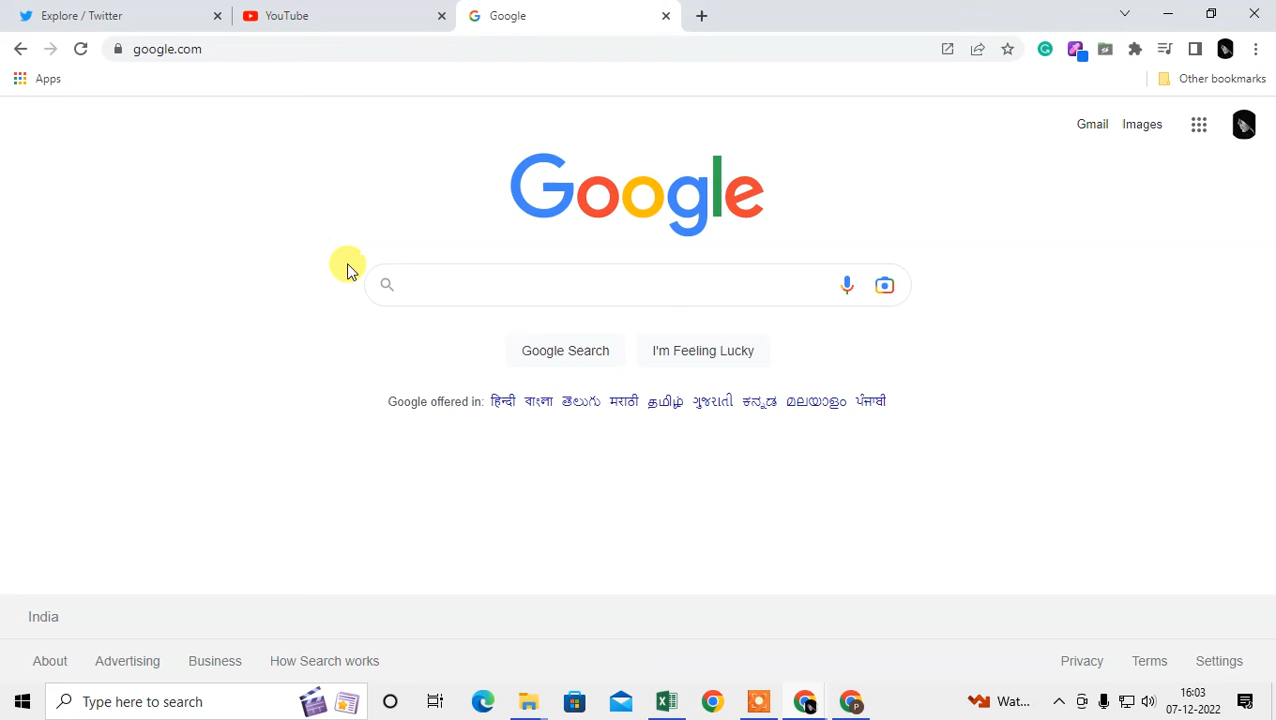 Explore / Twitter
YouTube
Google
google.com
Apps
Other bookmarks
Gmail
Images
Google
Google Search
I'm Feeling Lucky
Google offered in: हिन्दी বাংলা తెలుగు मराठी தமிழ் ગુજરાતી ಕನ್ನಡ മലയാളം ਪੰਜਾਬੀ
India
About
Advertising
Business
How Search works
Privacy
Terms
Settings
Type here to search
P
Wat...
16:03
07-12-2022